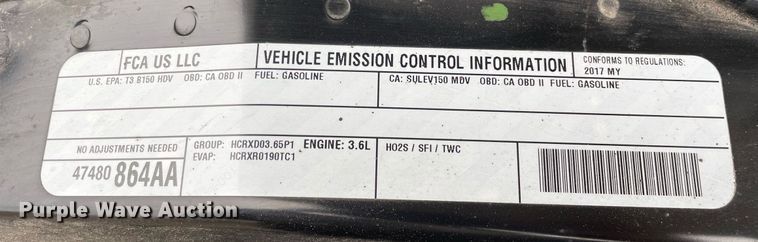 FCA US LLC
VEHICLE EMISSION CONTROL INFORMATION
CONFORMS TO REGULATIONS:
2017 MY
U.S. EPA: T3 B150 HDV OBD: CA OBD II FUEL: GASOLINE
CA: SULEV150 MDV OBD: CA OBD II FUEL: GASOLINE
NO ADJUSTMENTS NEEDED
47480 864AA
GROUP: HCRXD03.65P1 ENGINE: 3.6L
EVAP: HCRXR0190TC1
HO2S / SFI / TWC
Purple Wave Auction